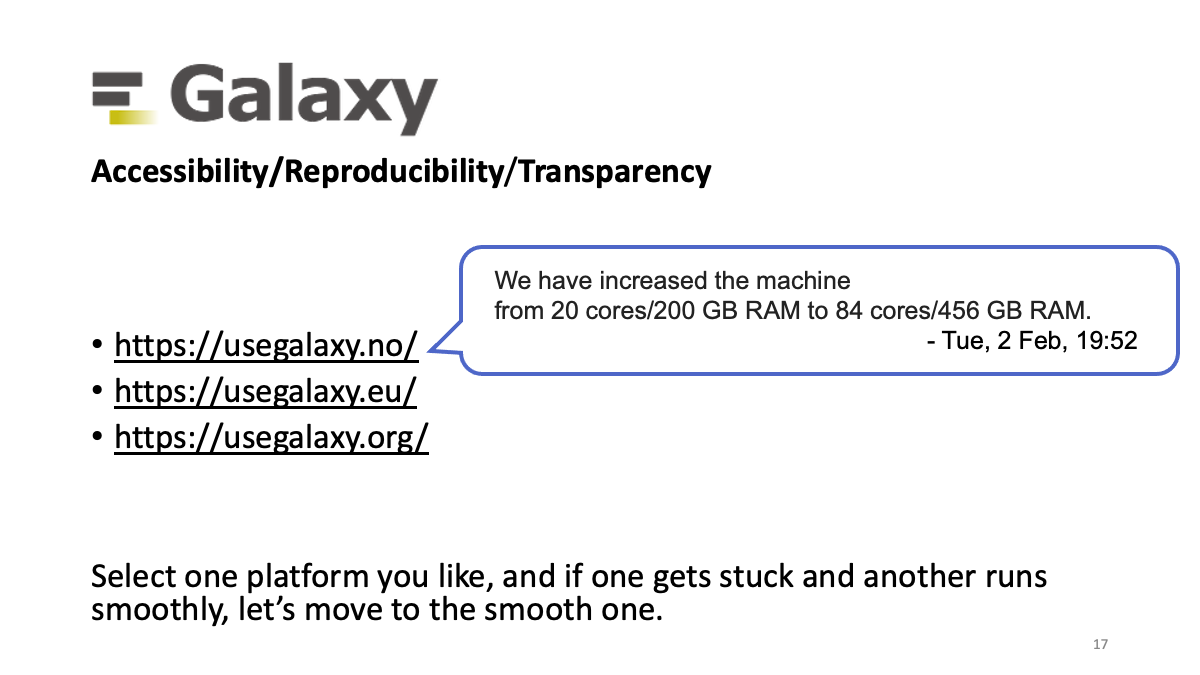 Galaxy
Accessibility/Reproducibility/Transparency
We have increased the machine
from 20 cores/200 GB RAM to 84 cores/456 GB RAM.
- Tue, 2 Feb, 19:52
• https://usegalaxy.no/
• https://usegalaxy.eu/
• https://usegalaxy.org/
Select one platform you like, and if one gets stuck and another runs
smoothly, let’s move to the smooth one.
17